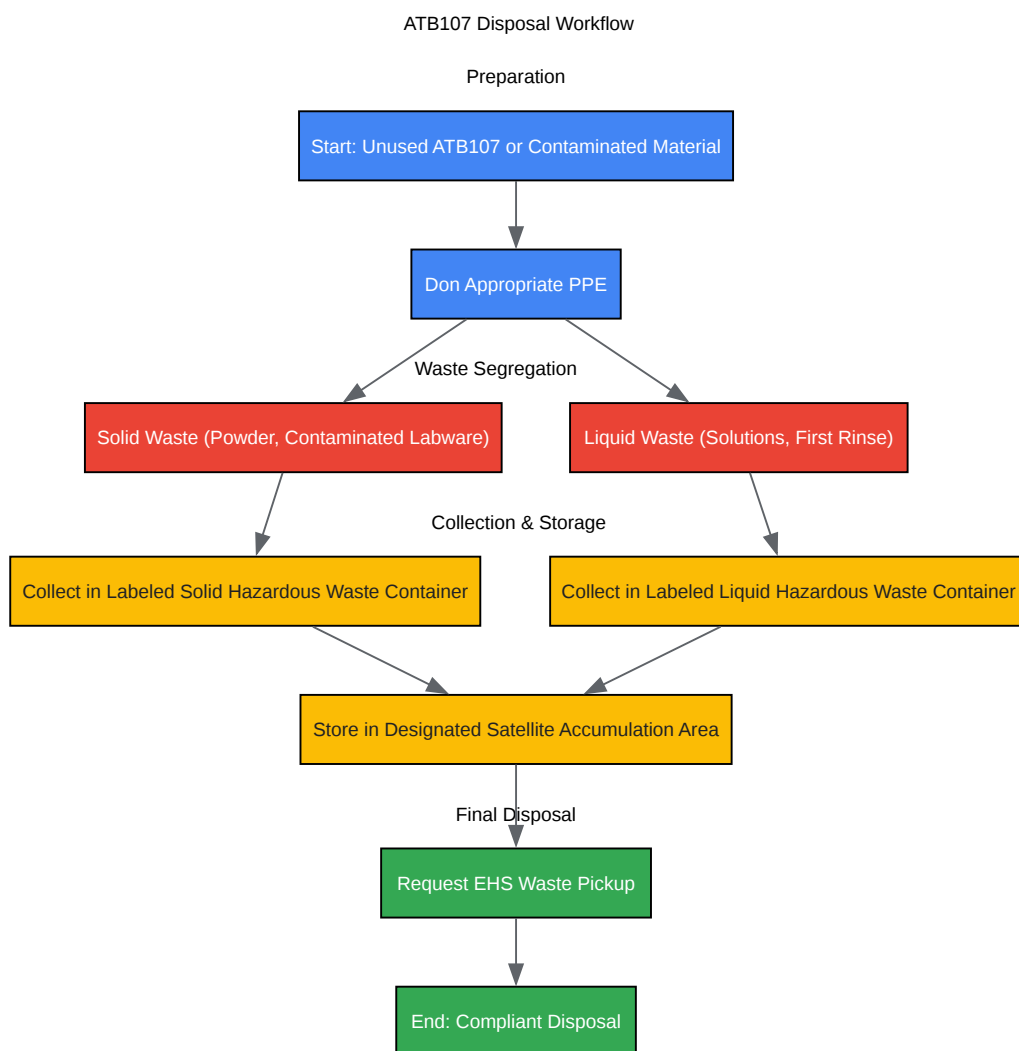 ATB107 Disposal Workflow
Preparation
Start: Unused ATB107 or Contaminated Material
Don Appropriate PPE
Waste Segregation
Solid Waste (Powder, Contaminated Labware)
Liquid Waste (Solutions, First Rinse)
Collection & Storage
Collect in Labeled Solid Hazardous Waste Container
Collect in Labeled Liquid Hazardous Waste Container
Store in Designated Satellite Accumulation Area
Final Disposal
Request EHS Waste Pickup
End: Compliant Disposal